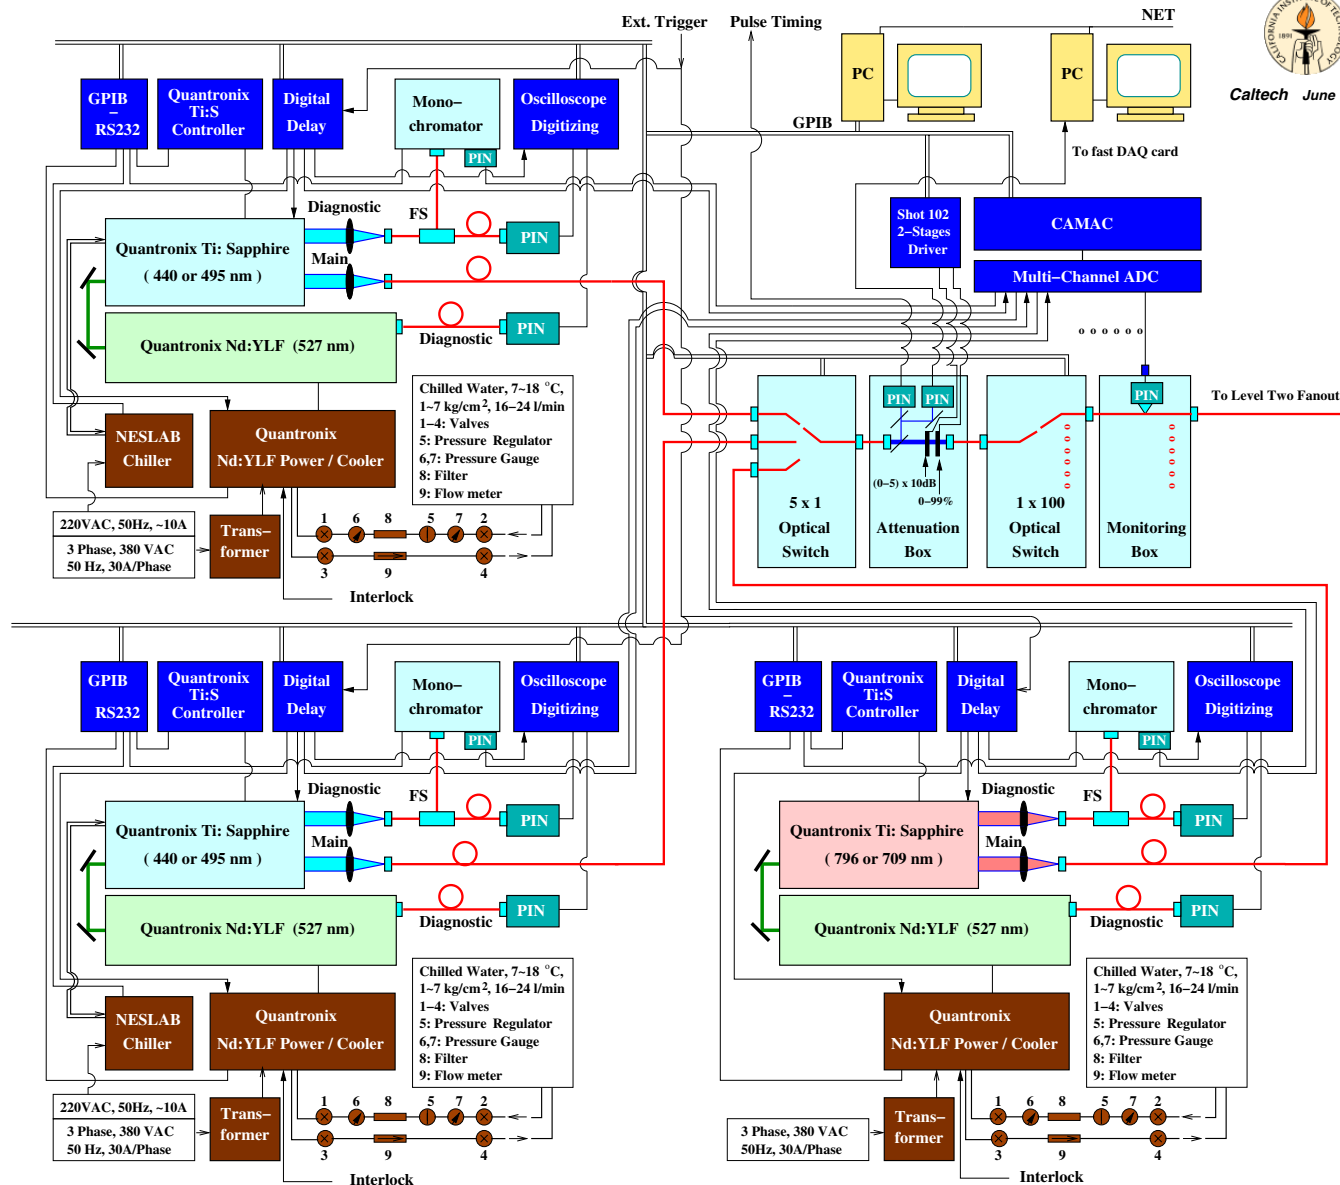 Ext. Trigger
Pulse Timing
NET
PC
PC
Caltech June
GPIB
To fast DAQ card
GPIB
–
RS232
Quantronix
Ti:S
Controller
Digital
Delay
Mono–
chromator
PIN
Oscilloscope
Digitizing
Diagnostic
FS
PIN
Quantronix Ti: Sapphire
( 440 or 495 nm )
Main
Quantronix Nd:YLF (527 nm)
Diagnostic
PIN
NESLAB
Chiller
Quantronix
Nd:YLF Power / Cooler
Chilled Water, 7~18 °C,
1~7 kg/cm², 16–24 l/min
1–4: Valves
5: Pressure Regulator
6,7: Pressure Gauge
8: Filter
9: Flow meter
220VAC, 50Hz, ~10A
3 Phase, 380 VAC
50 Hz, 30A/Phase
Trans–
former
1 6 8 5 7 2
3 9 4
Interlock
Shot 102
2–Stages
Driver
CAMAC
Multi–Channel ADC
PIN
PIN
PIN
To Level Two Fanout
(0–5) x 10dB
0–99%
5 x 1
Optical
Switch
Attenuation
Box
1 x 100
Optical
Switch
Monitoring
Box
GPIB
RS232
Quantronix
Ti:S
Controller
Digital
Delay
Mono–
chromator
PIN
Oscilloscope
Digitizing
Diagnostic
FS
PIN
Quantronix Ti: Sapphire
( 440 or 495 nm )
Main
Quantronix Nd:YLF (527 nm)
Diagnostic
PIN
NESLAB
Chiller
Quantronix
Nd:YLF Power / Cooler
Chilled Water, 7~18 °C,
1~7 kg/cm², 16–24 l/min
1–4: Valves
5: Pressure Regulator
6,7: Pressure Gauge
8: Filter
9: Flow meter
220VAC, 50Hz, ~10A
3 Phase, 380 VAC
50 Hz, 30A/Phase
Trans–
former
1 6 8 5 7 2
3 9 4
Interlock
GPIB
–
RS232
Quantronix
Ti:S
Controller
Digital
Delay
Mono–
chromator
PIN
Oscilloscope
Digitizing
Diagnostic
FS
PIN
Quantronix Ti: Sapphire
( 796 or 709 nm )
Main
Quantronix Nd:YLF (527 nm)
Diagnostic
PIN
Quantronix
Nd:YLF Power / Cooler
Chilled Water, 7~18 °C,
1~7 kg/cm², 16–24 l/min
1–4: Valves
5: Pressure Regulator
6,7: Pressure Gauge
8: Filter
9: Flow meter
3 Phase, 380 VAC
50Hz, 30A/Phase
Trans–
former
1 6 8 5 7 2
3 9 4
Interlock